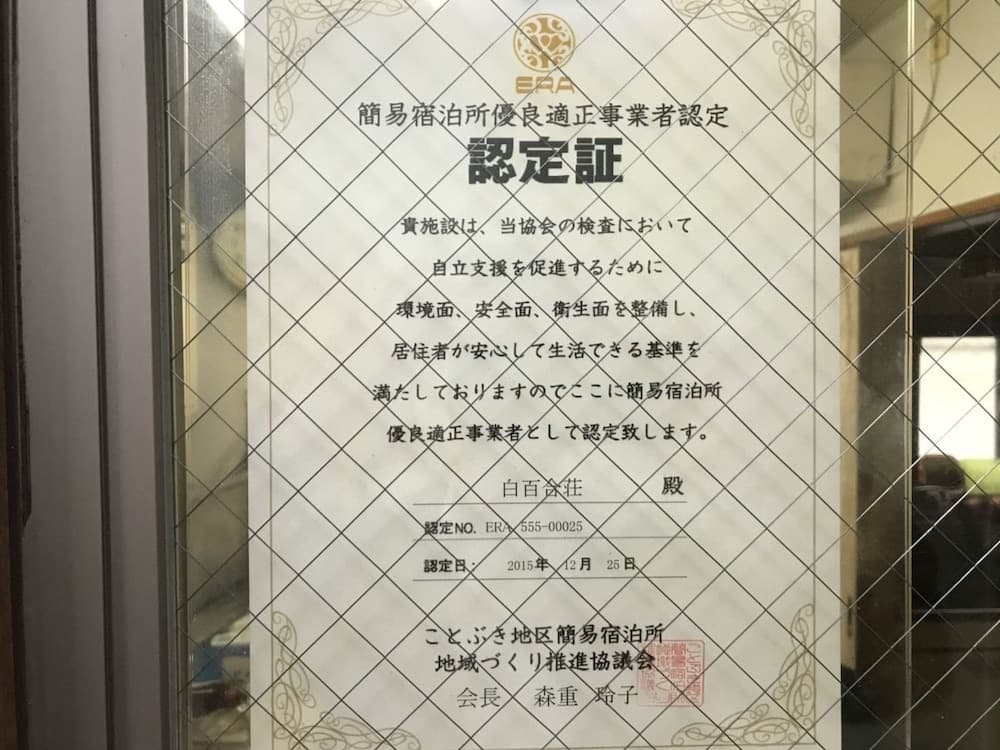 ERA
簡易宿泊所優良適正事業者認定
認定証
貴施設は、当協会の検査において
自立支援を促進するために
環境面、安全面、衛生面を整備し、
居住者が安心して生活できる基準を
満たしておりますのでここに簡易宿泊所
優良適正事業者として認定致します。
白百合荘 殿
認定NO. ERA 555-00025
認定日: 2015年 12月 25日
ことぶき地区簡易宿泊所
地域づくり推進協議会
会長 森重 玲子